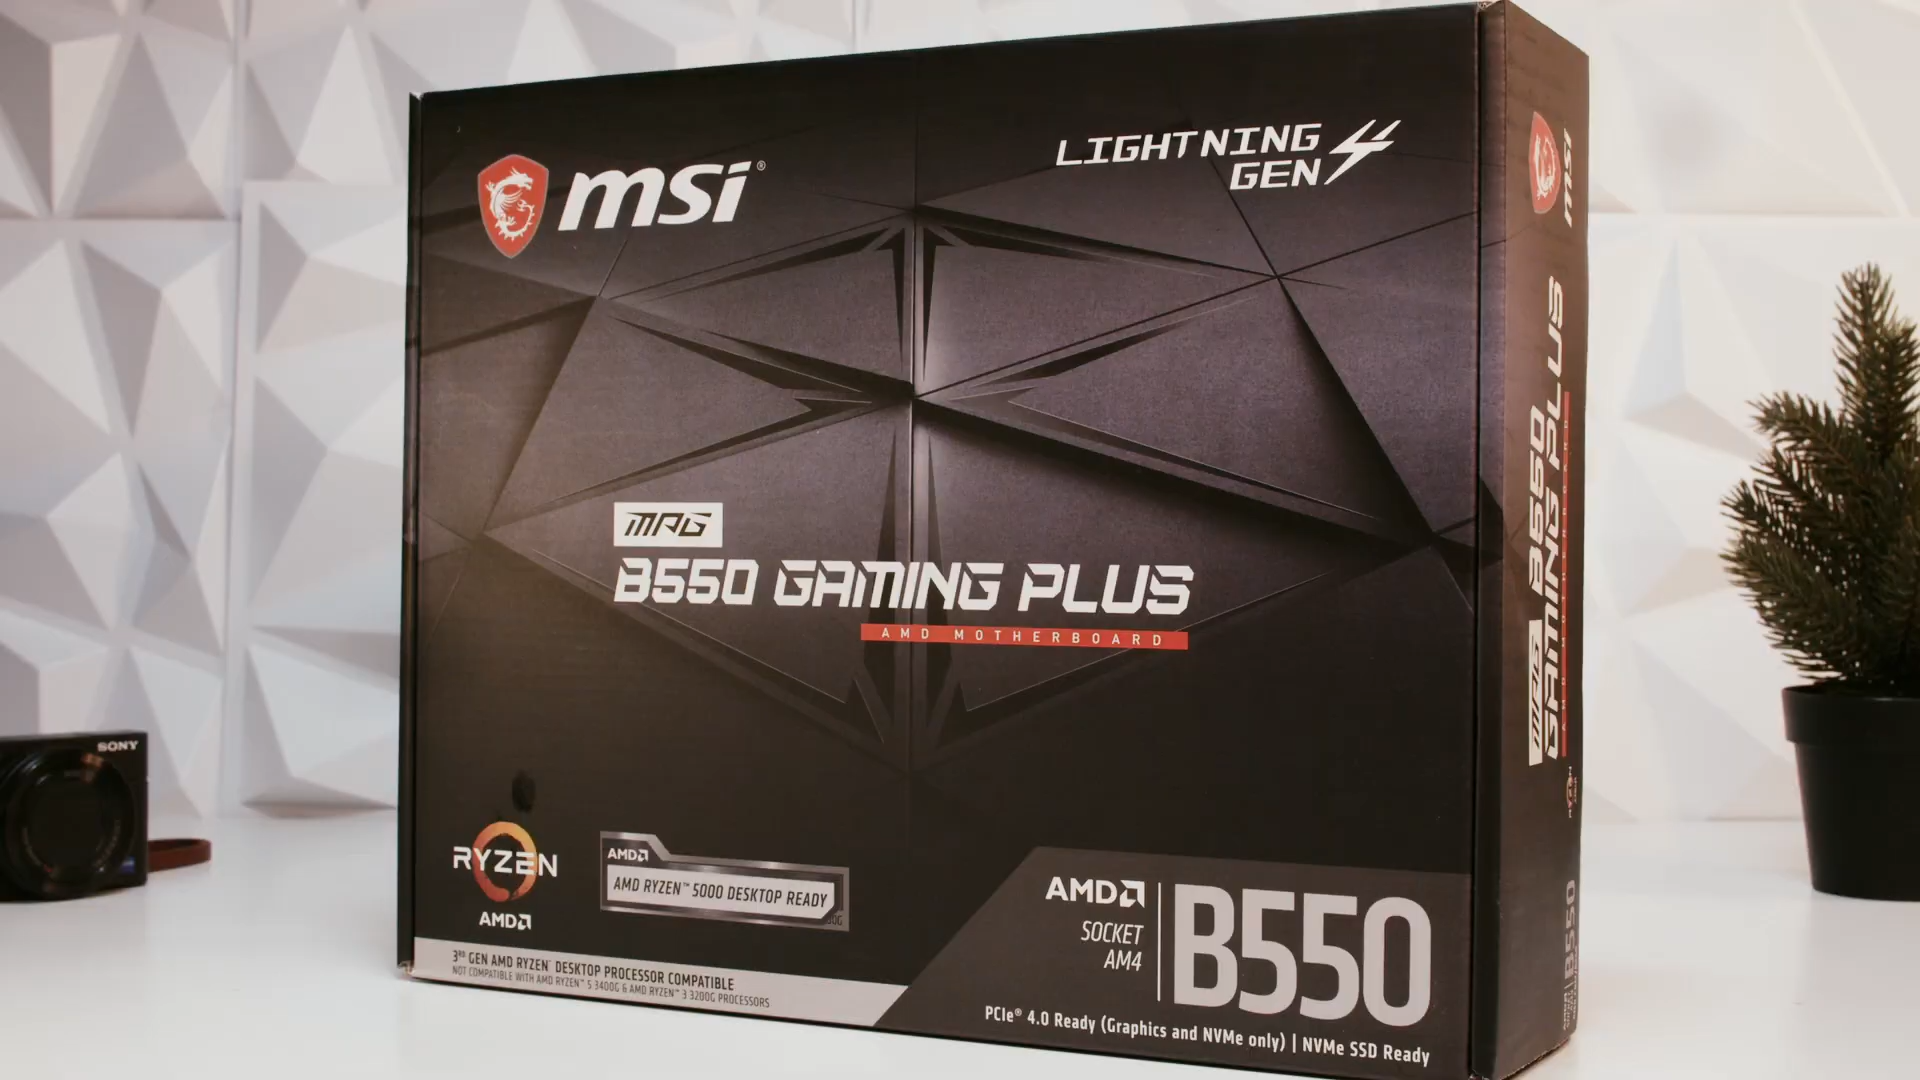 msi®
LIGHTNING
GEN 4
MPG
B550 GAMING PLUS
AMD MOTHERBOARD
RYZEN
AMD
AMD
AMD RYZEN™ 5000 DESKTOP READY
3RD GEN AMD RYZEN™ DESKTOP PROCESSOR COMPATIBLE
NOT COMPATIBLE WITH AMD RYZEN™ 5 3400G & AMD RYZEN™ 3 3200G PROCESSORS
AMD
SOCKET
AM4
B550
PCIe® 4.0 Ready (Graphics and NVMe only) | NVMe SSD Ready
msi
MPG
B550
GAMING PLUS
AMD MOTHERBOARD
B550
SONY